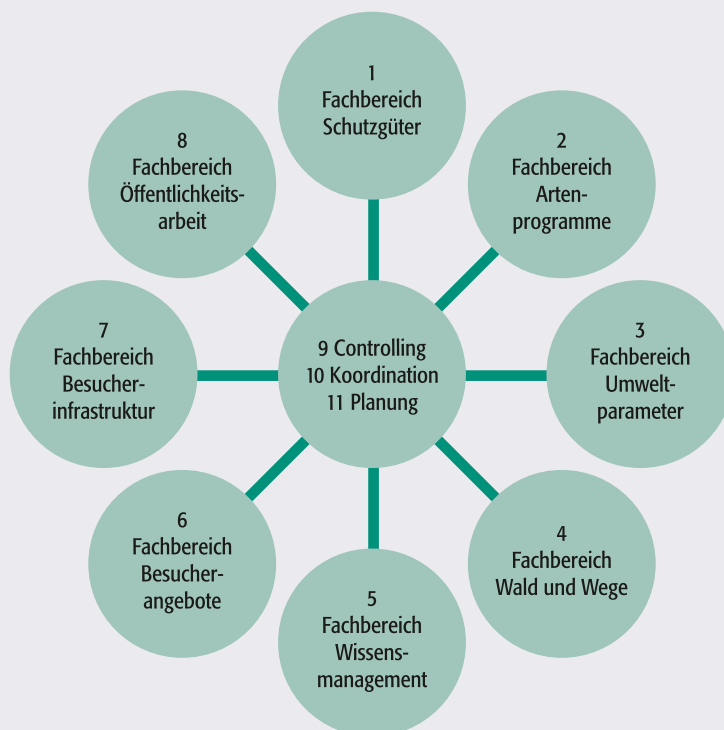 1
Fachbereich
Schutzgüter
2
Fachbereich
Arten-
programme
3
Fachbereich
Umwelt-
parameter
4
Fachbereich
Wald und Wege
5
Fachbereich
Wissens-
management
6
Fachbereich
Besucher-
angebote
7
Fachbereich
Besucher-
infrastruktur
8
Fachbereich
Öffentlichkeits-
arbeit
9 Controlling
10 Koordination
11 Planung